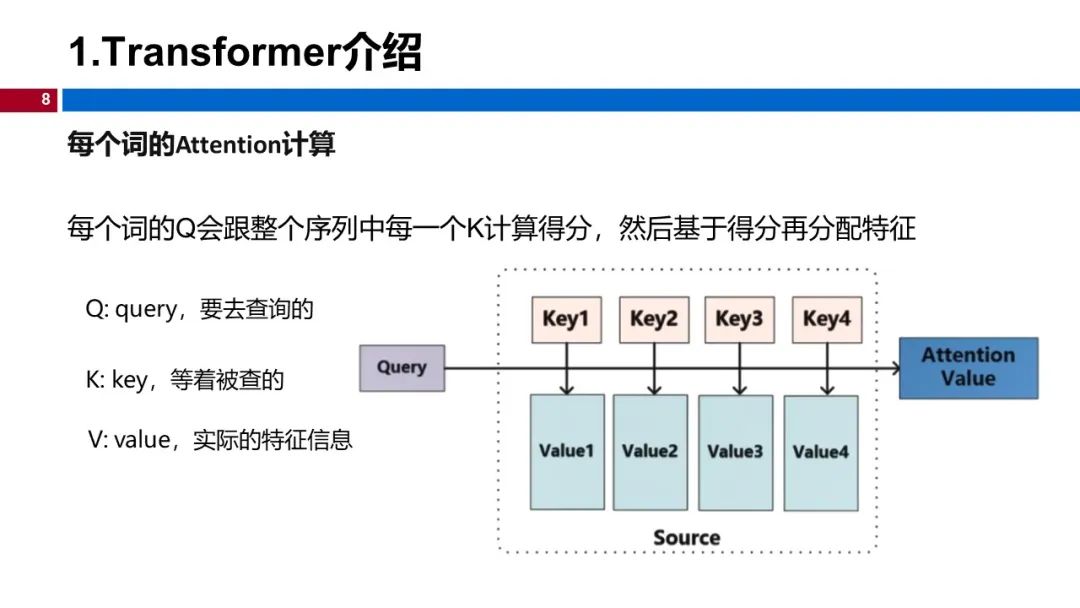 1.Transformer介绍
8
每个词的Attention计算
每个词的Q会跟整个序列中每一个K计算得分，然后基于得分再分配特征
Q: query，要去查询的
K: key，等着被查的
V: value，实际的特征信息
Query
Key1 Key2 Key3 Key4
Value1 Value2 Value3 Value4
Source
Attention
Value